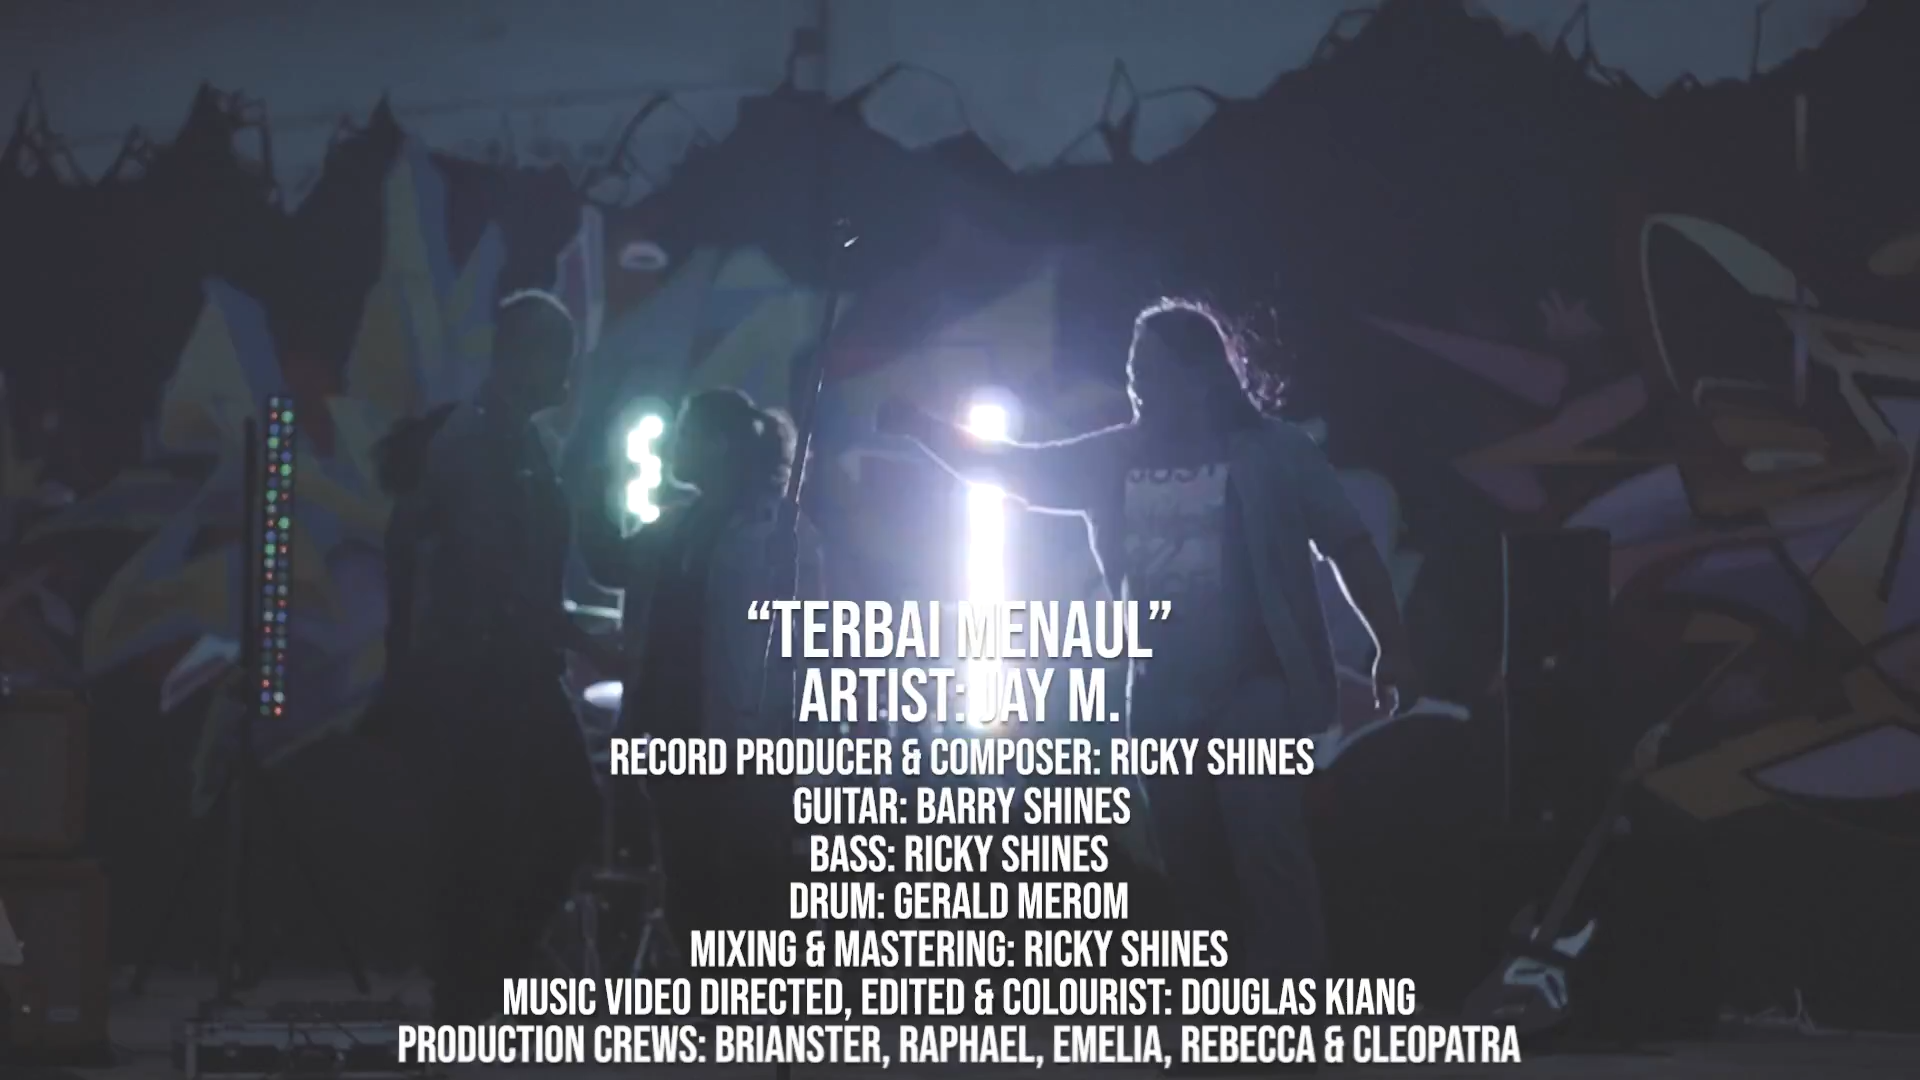 “TERBAI MENAUL”
ARTIST: JAY M.
RECORD PRODUCER & COMPOSER: RICKY SHINES
GUITAR: BARRY SHINES
BASS: RICKY SHINES
DRUM: GERALD MEROM
MIXING & MASTERING: RICKY SHINES
MUSIC VIDEO DIRECTED, EDITED & COLOURIST: DOUGLAS KIANG
PRODUCTION CREWS: BRIANSTER, RAPHAEL, EMELIA, REBECCA & CLEOPATRA